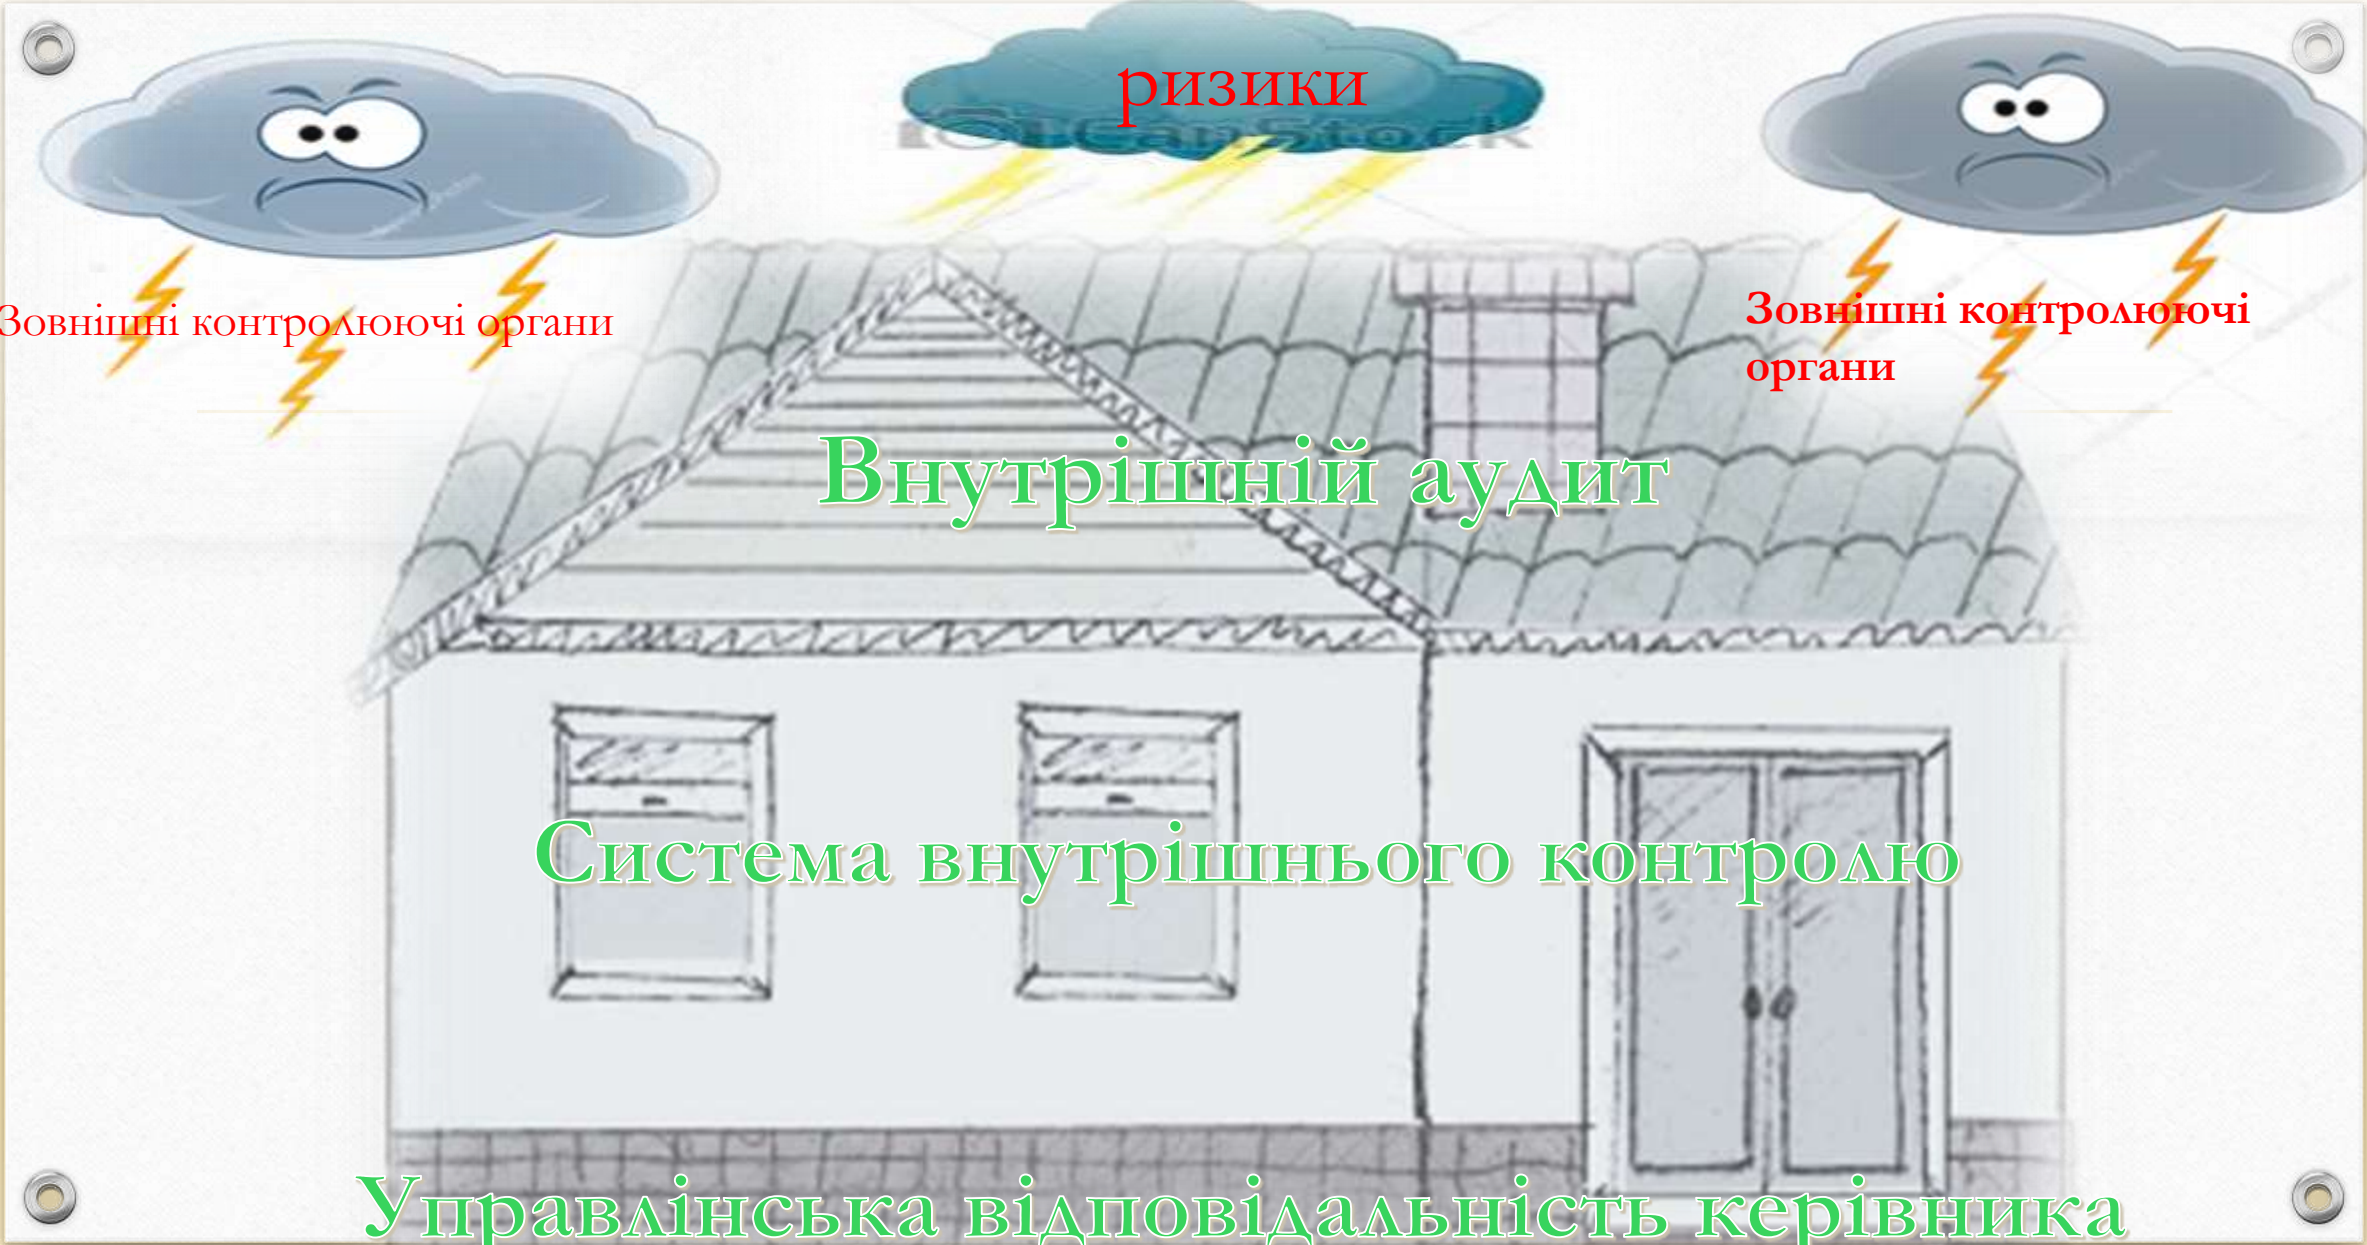 ризики
Зовнішні контролюючі органи
Зовнішні контролюючі
органи
Внутрішній аудит
Система внутрішнього контролю
Управлінська відповідальність керівника